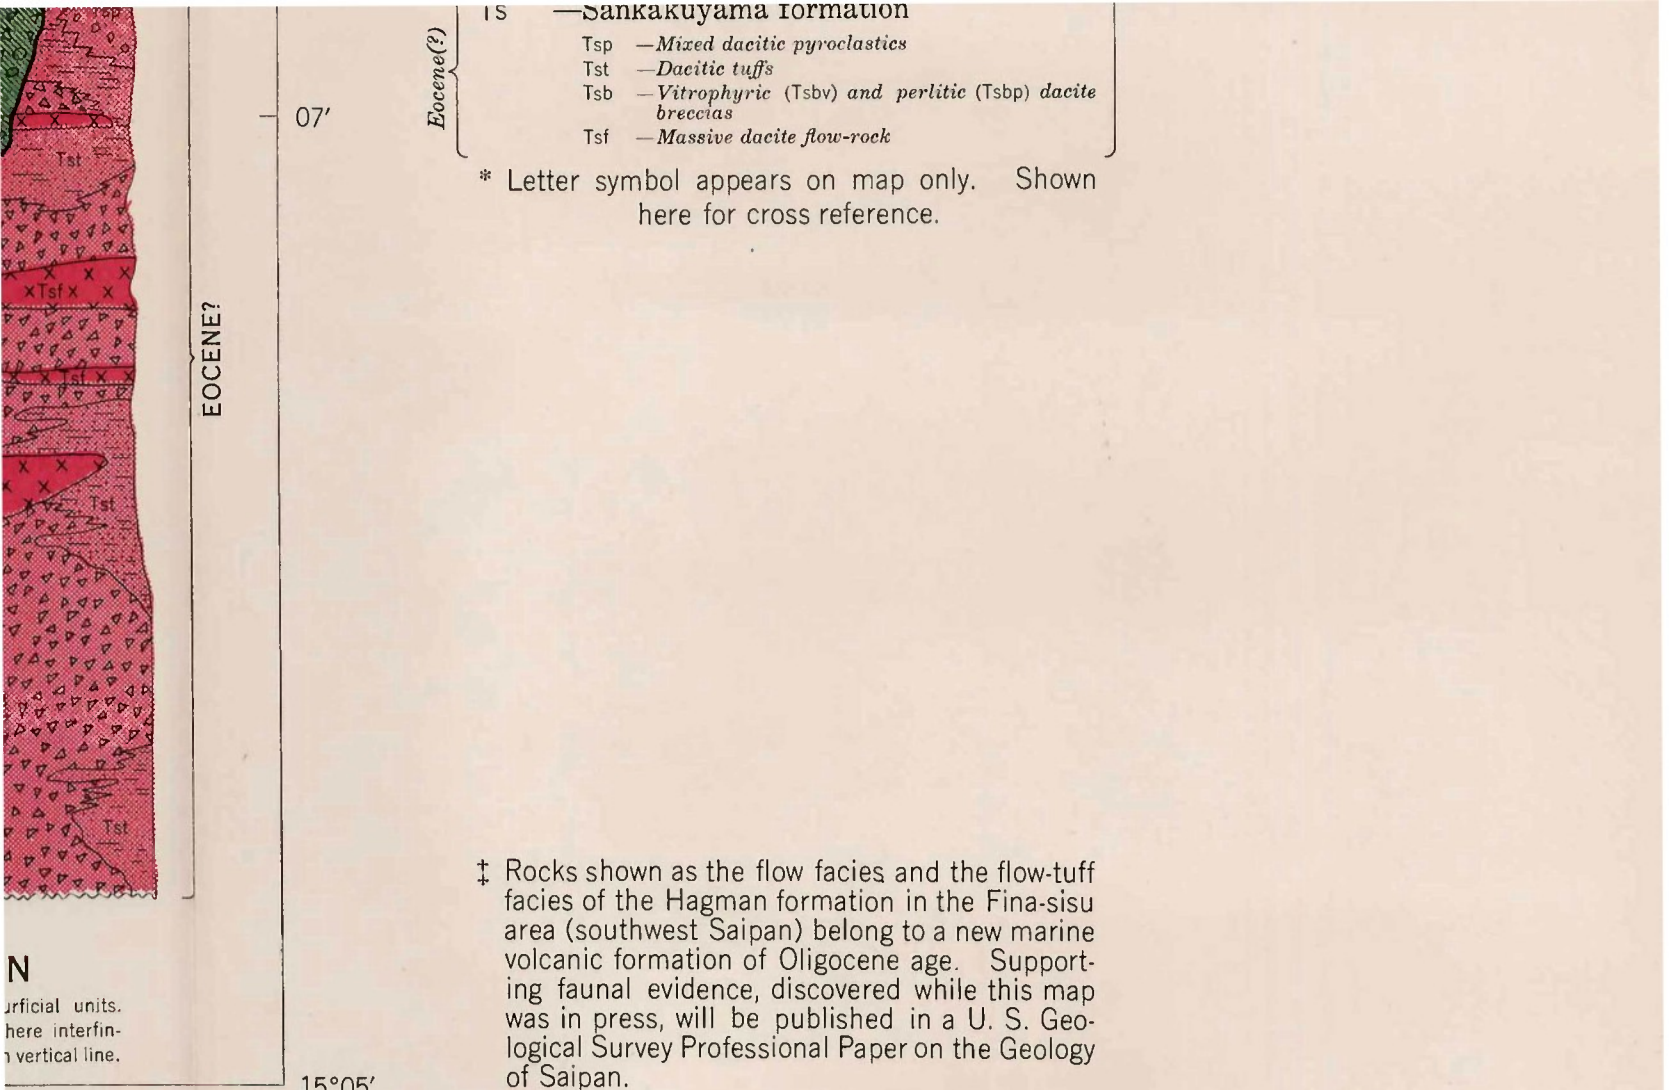 Ts —Sankakuyama formation
Tsp —Mixed dacitic pyroclastics
Tst —Dacitic tuffs
Tsb —Vitrophyric (Tsbv) and perlitic (Tsbp) dacite
breccias
Tsf —Massive dacite flow-rock
Eocene(?)
* Letter symbol appears on map only. Shown
here for cross reference.
07′
Tst
Tsf
Tsf
Tst
Tst
EOCENE?
‡ Rocks shown as the flow facies and the flow-tuff
facies of the Hagman formation in the Fina-sisu
area (southwest Saipan) belong to a new marine
volcanic formation of Oligocene age. Support-
ing faunal evidence, discovered while this map
was in press, will be published in a U. S. Geo-
logical Survey Professional Paper on the Geology
of Saipan.
N
urficial units.
here interfin-
vertical line.
15°05′